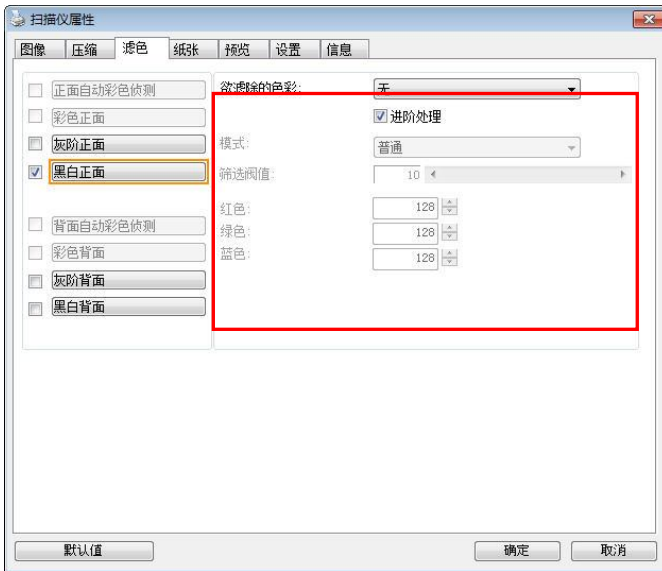 扫描仪属性
图像 压缩 滤色 纸张 预览 设置 信息
正面自动彩色侦测
彩色正面
灰阶正面
黑白正面
背面自动彩色侦测
彩色背面
灰阶背面
黑白背面
欲滤除的色彩: 无
进阶处理
模式: 普通
筛选阀值: 10
红色: 128
绿色: 128
蓝色: 128
默认值 确定 取消